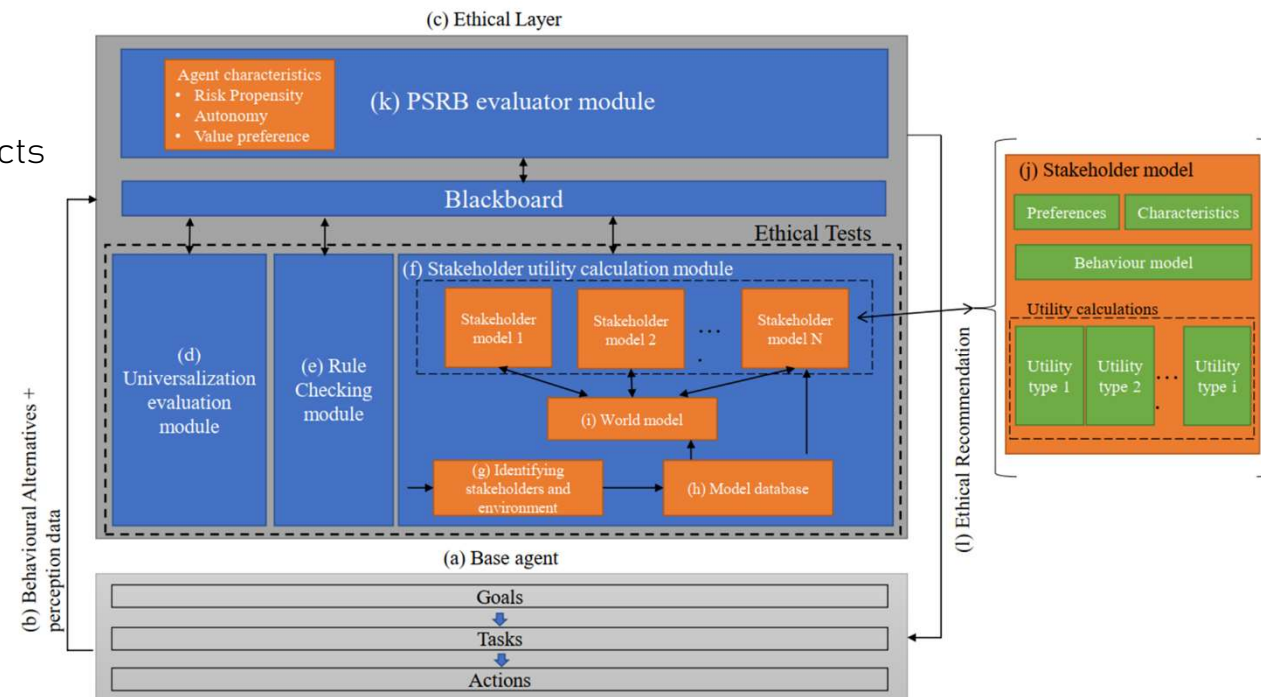 (c) Ethical Layer
Agent characteristics
• Risk Propensity
• Autonomy
• Value preference
(k) PSRB evaluator module
cts
Blackboard
Ethical Tests
(d)
Universalization
evaluation
module
(e) Rule
Checking
module
(f) Stakeholder utility calculation module
Stakeholder
model 1
Stakeholder
model 2
...
.
Stakeholder
model N
(i) World model
(g) Identifying
stakeholders and
environment
(h) Model database
(j) Stakeholder model
Preferences
Characteristics
Behaviour model
Utility calculations
Utility
type 1
Utility
type 2
...
.
Utility
type i
(l) Ethical Recommendation
(b) Behavioural Alternatives +
perception data
(a) Base agent
Goals
Tasks
Actions